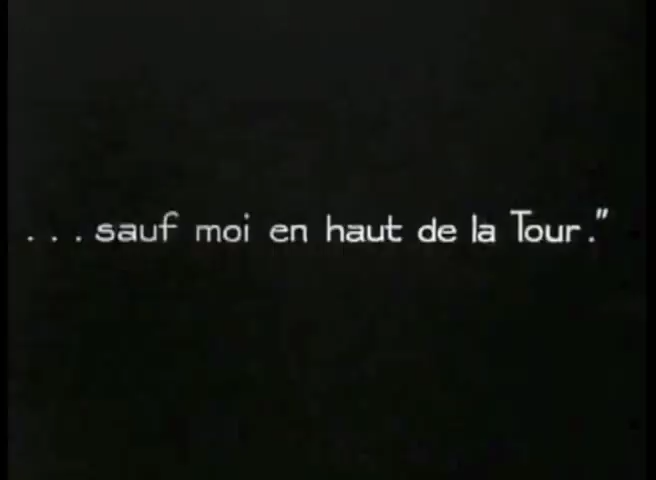 . . . sauf moi en haut de la Tour."